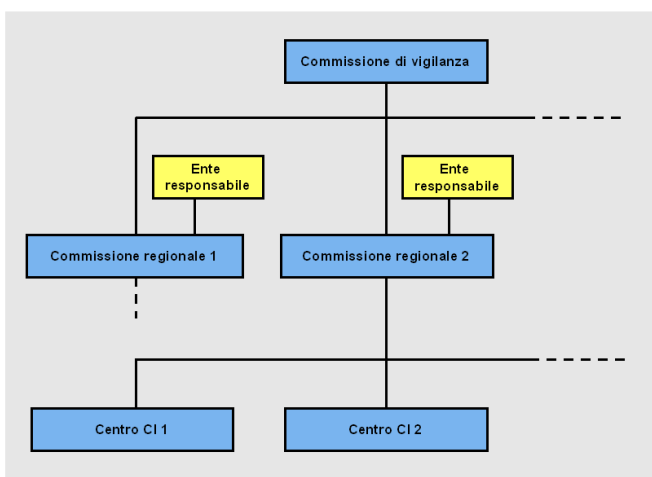 Commissione di vigilanza
Ente
responsabile
Ente
responsabile
Commissione regionale 1
Commissione regionale 2
Centro CI 1
Centro CI 2